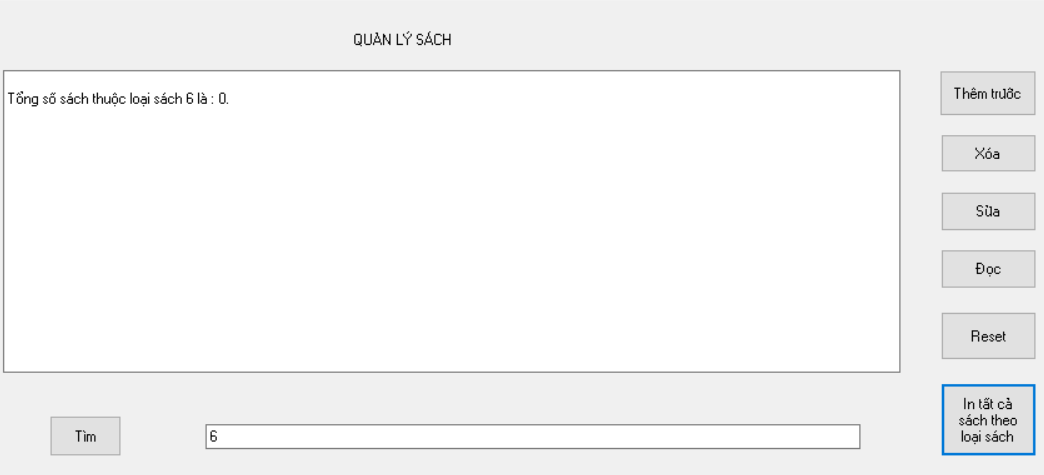 QUẢN LÝ SÁCH
Tổng số sách thuộc loại sách 6 là : 0.
Thêm trước
Xóa
Sửa
Đọc
Reset
In tất cả
sách theo
loại sách
Tìm
6